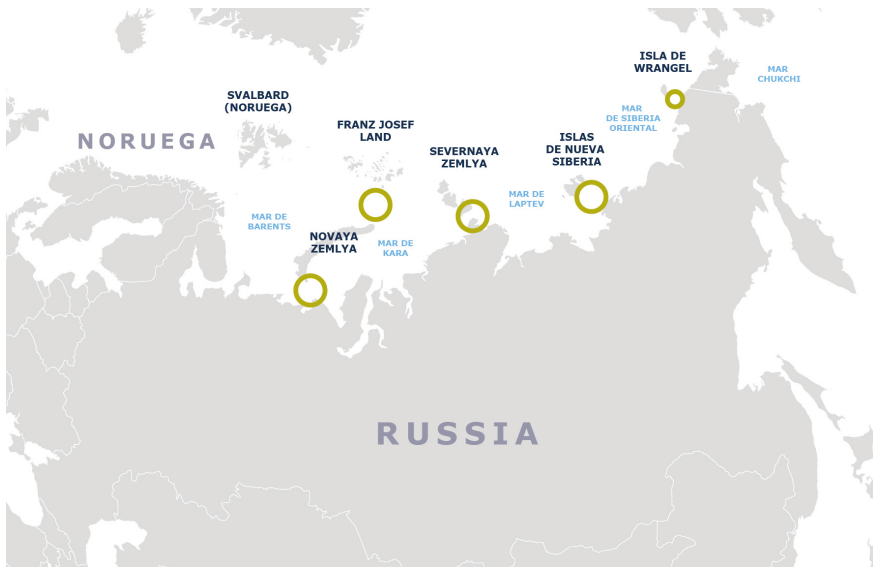 ISLA DE
WRANGEL
MAR
CHUKCHI
SVALBARD
(NORUEGA)
MAR
DE SIBERIA
ORIENTAL
FRANZ JOSEF
LAND
NORUEGA
SEVERNAYA
ZEMLYA
ISLAS
DE NUEVA
SIBERIA
MAR DE
LAPTEV
MAR DE
BARENTS
NOVAYA
ZEMLYA
MAR DE
KARA
RUSSIA